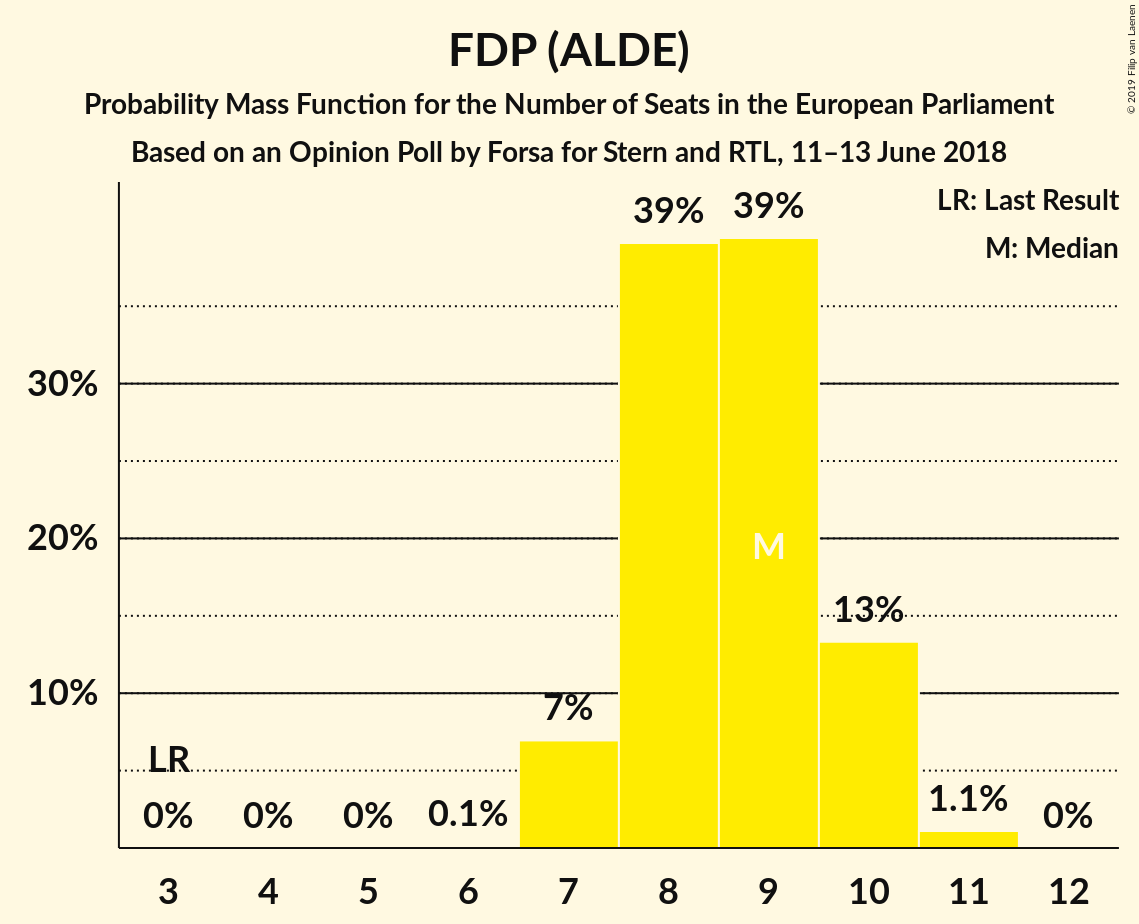 FDP (ALDE)
Probability Mass Function for the Number of Seats in the European Parliament
Based on an Opinion Poll by Forsa for Stern and RTL, 11–13 June 2018
© 2019 Filip van Laenen
LR: Last Result
M: Median
39%
39%
30%
20%
M
13%
10%
7%
LR
0%
0%
0%
0.1%
1.1%
0%
3 4 5 6 7 8 9 10 11 12